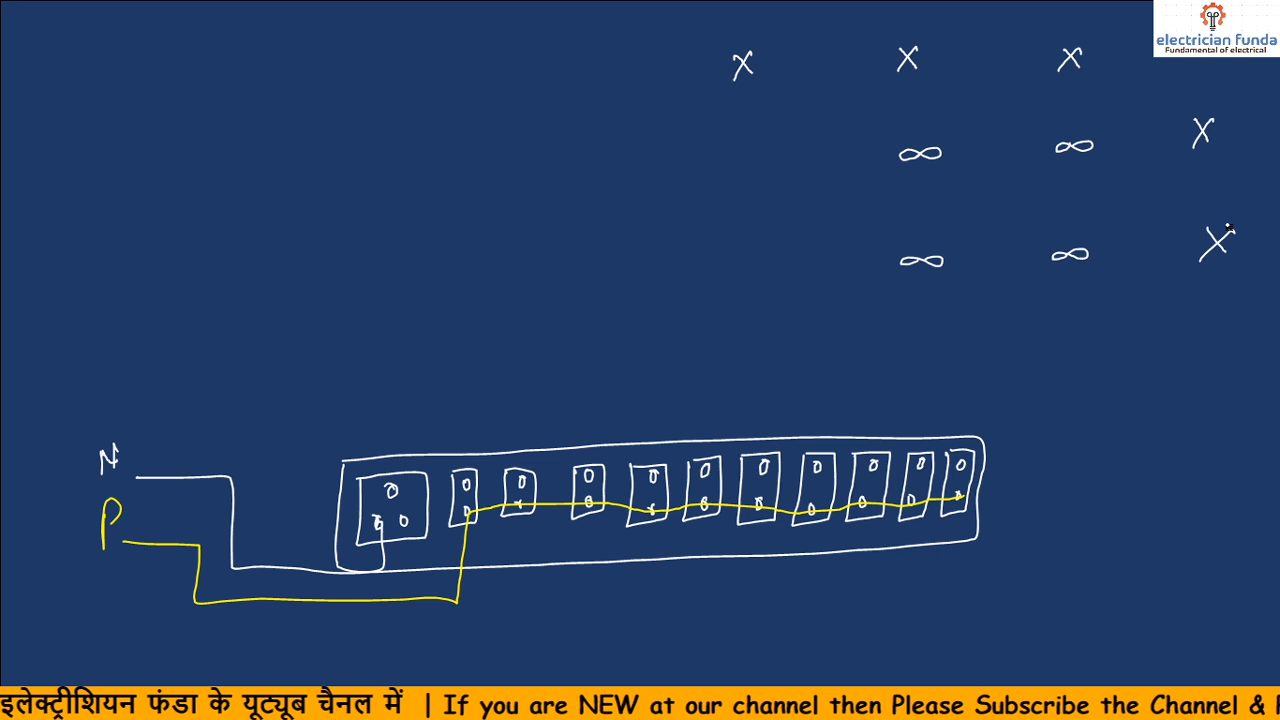 electrician funda
Fundamental of electrical
X X X
∞ ∞ X
∞ ∞ X
N
P
इलेक्ट्रीशियन फंडा के यूट्यूब चैनल में | If you are NEW at our channel then Please Subscribe the Channel &